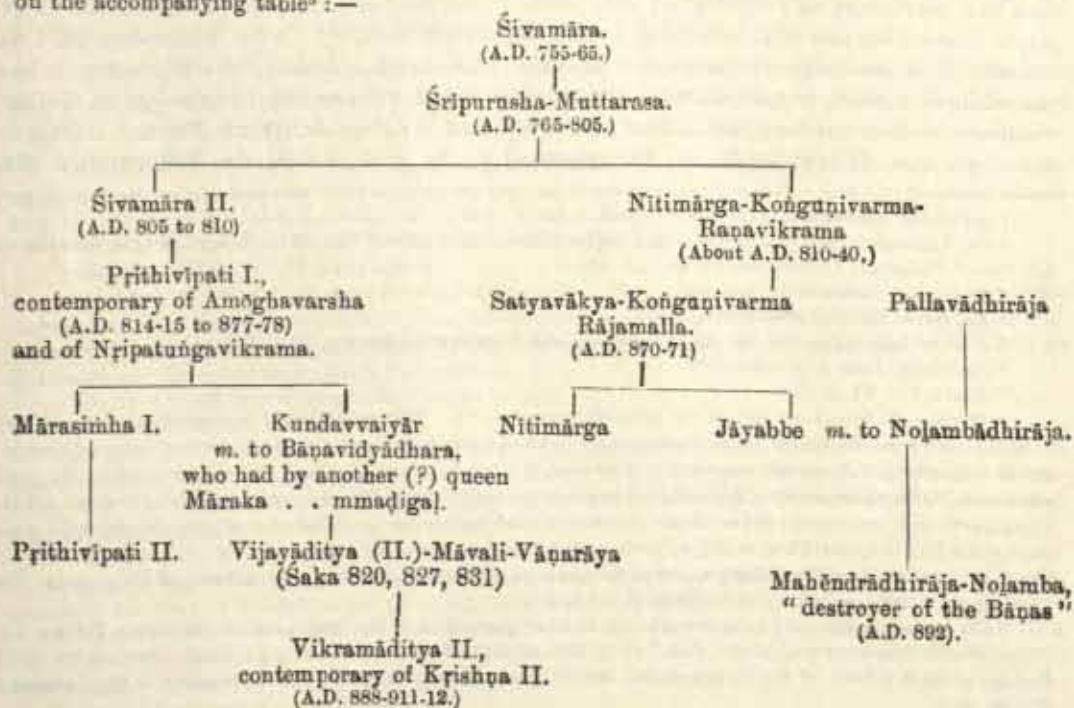 on the accompanying table³ :—
Śivamāra.
(A.D. 755-65.)
Śrīpurusha-Muttarasa.
(A.D. 765-805.)
Śivamāra II.
(A.D. 805 to 810)
Nītimārga-Koṅguṇivarma-
Raṇavikrama
(About A.D. 810-40.)
Pṛithivīpati I.,
contemporary of Amōghavarsha
(A.D. 814-15 to 877-78)
and of Nṛipatuṅgavikrama.
Satyavākya-Koṅguṇivarma
Rājamalla.
(A.D. 870-71)
Pallavādhirāja
Mārasiṁha I.
Kundavvaiyār
m. to Bāṇavidyādhara,
who had by another (?) queen
Māraka . . mmaḍigaḷ.
Nītimārga
Jāyabbe m. to Noḷambādhirāja.
Pṛithivīpati II.
Vijayāditya (II.)-Māvali-Vāṇarāya
(Śaka 820, 827, 831)
Mahēndrādhirāja-Noḷamba,
"destroyer of the Bāṇas"
(A.D. 892).
Vikramāditya II.,
contemporary of Kṛishṇa II.
(A.D. 888-911-12.)